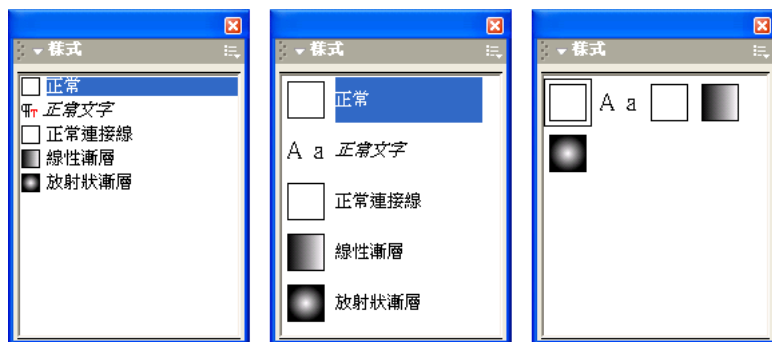 樣式
正常
正常文字
正常連接線
線性漸層
放射狀漸層
樣式
正常
A a 正常文字
正常連接線
線性漸層
放射狀漸層
樣式
A a